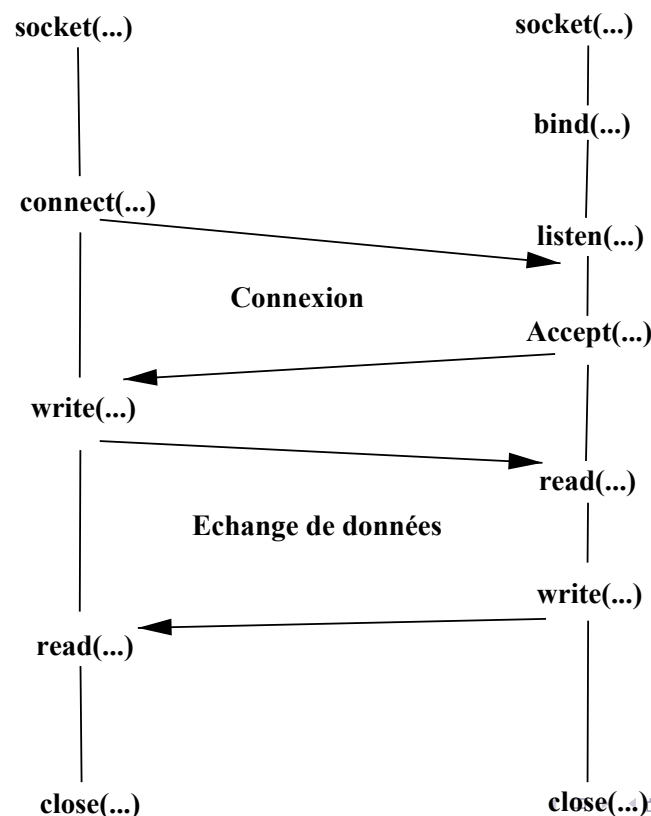 socket(...)
socket(...)
bind(...)
connect(...)
listen(...)
Connexion
Accept(...)
write(...)
read(...)
Echange de données
write(...)
read(...)
close(...)
close(...)